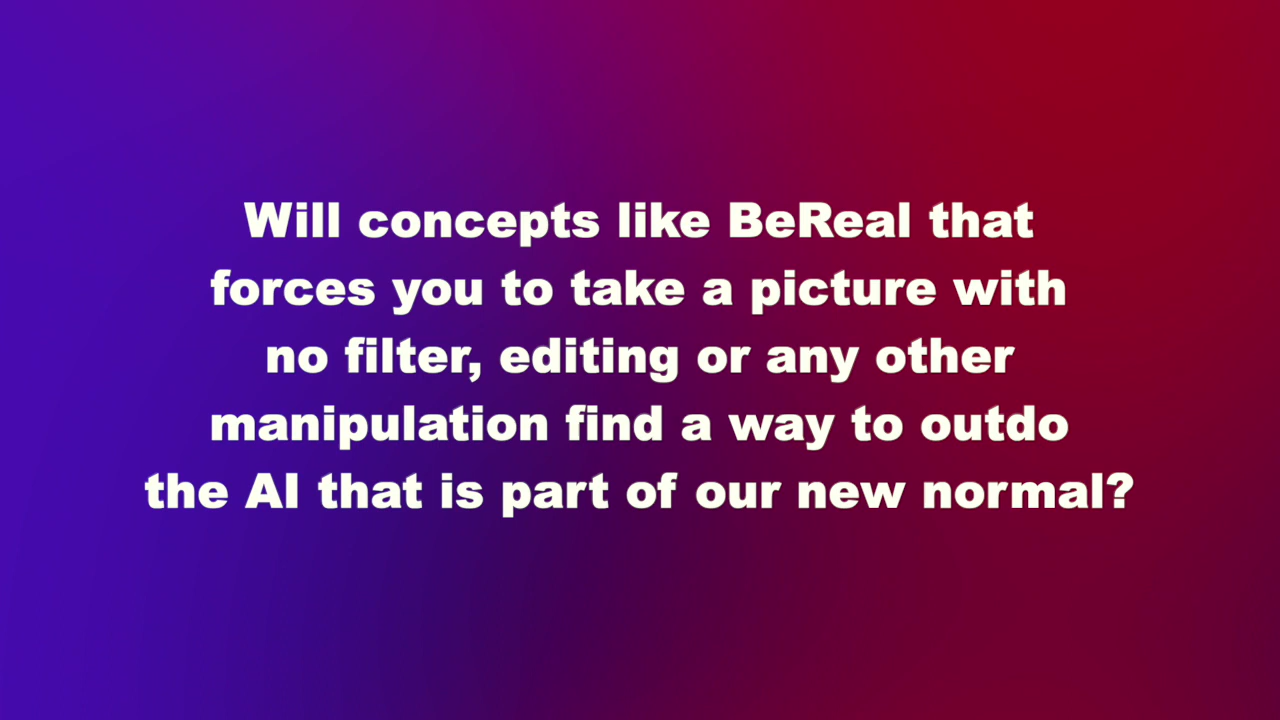 Will concepts like BeReal that
forces you to take a picture with
no filter, editing or any other
manipulation find a way to outdo
the AI that is part of our new normal?